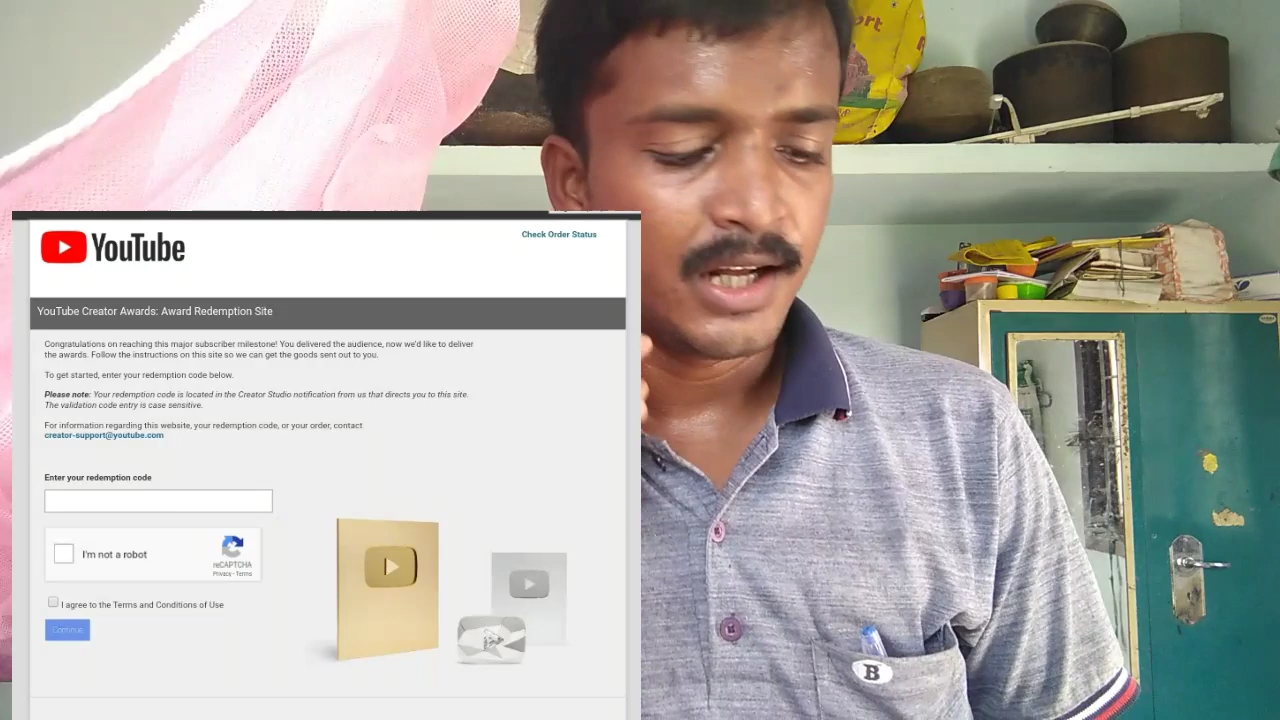 YouTube
Check Order Status
YouTube Creator Awards: Award Redemption Site
Congratulations on reaching this major subscriber milestone! You delivered the audience, now we'd like to deliver
the awards. Follow the instructions on this site so we can get the goods sent out to you.
To get started, enter your redemption code below.
Please note: Your redemption code is located in the Creator Studio notification from us that directs you to this site.
The validation code entry is case sensitive.
For information regarding this website, your redemption code, or your order, contact
creator-support@youtube.com
Enter your redemption code
I'm not a robot
reCAPTCHA
Privacy - Terms
I agree to the Terms and Conditions of Use
Continue
B